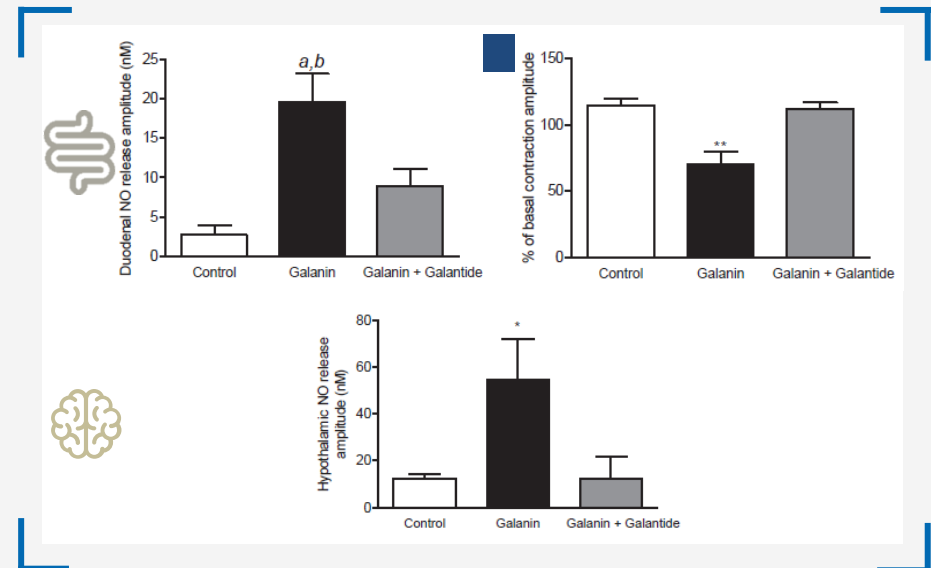 Duodenal NO release amplitude (nM)
25
20
15
10
5
0
a,b
Control Galanin Galanin + Galantide
% of basal contraction amplitude
150
100
50
0
**
Control Galanin Galanin + Galantide
Hypothalamic NO release
amplitude (nM)
80
60
40
20
0
*
Control Galanin Galanin + Galantide